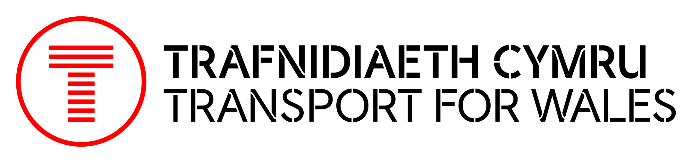 T
TRAFNIDIAETH CYMRU
TRANSPORT FOR WALES